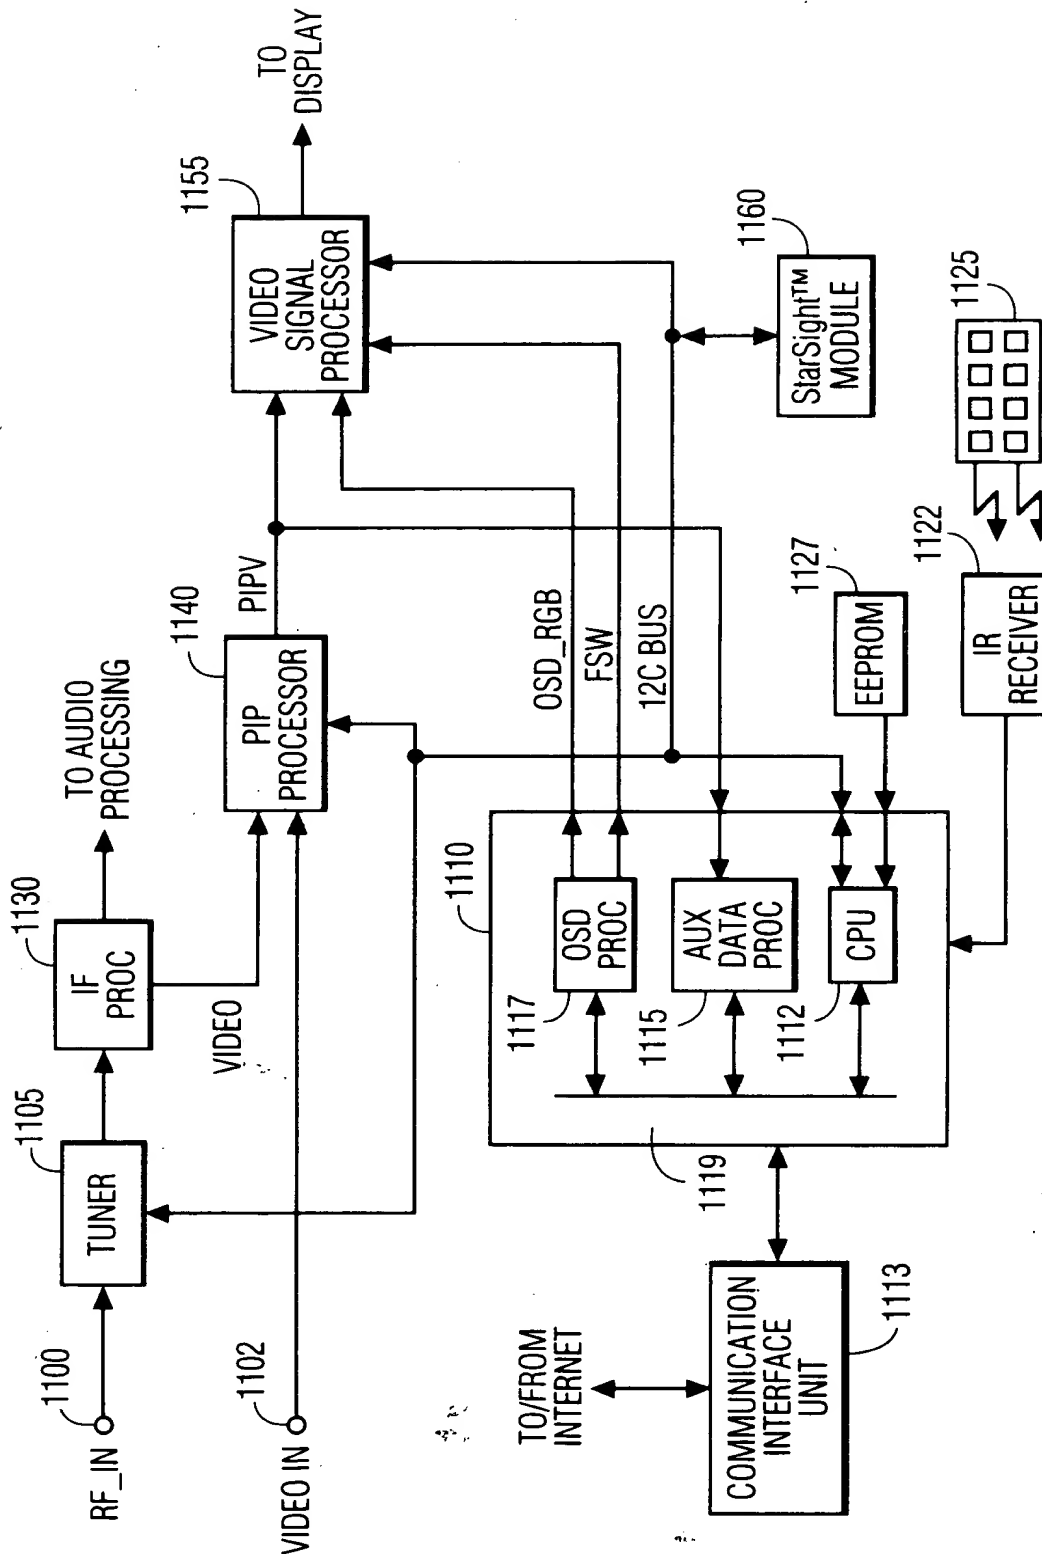 RF_IN
1100
TUNER
1105
IF
PROC
1130
TO AUDIO
PROCESSING
VIDEO
VIDEO IN
1102
PIP
PROCESSOR
1140
PIPV
VIDEO
SIGNAL
PROCESSOR
1155
TO
DISPLAY
OSD_RGB
FSW
12C BUS
StarSight™
MODULE
1160
1110
OSD
PROC
1117
AUX
DATA
PROC
1115
CPU
1112
1119
EEPROM
1127
IR
RECEIVER
1122
1125
TO/FROM
INTERNET
COMMUNICATION
INTERFACE
UNIT
1113